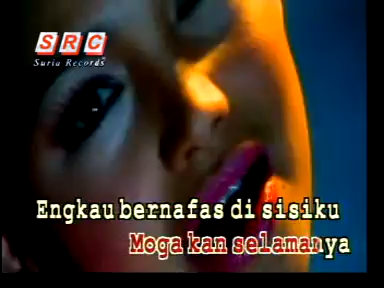 SRC
Suria Records
Engkau bernafas di sisiku
Moga kan selamanya